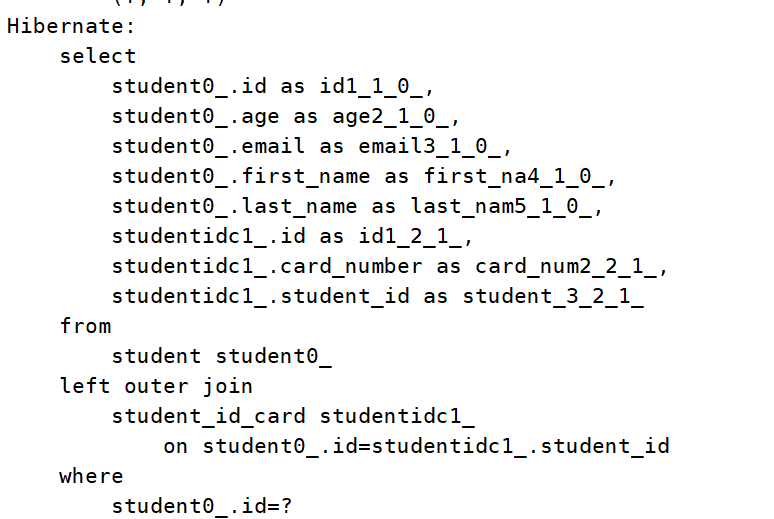 Hibernate:
    select
        student0_.id as id1_1_0_,
        student0_.age as age2_1_0_,
        student0_.email as email3_1_0_,
        student0_.first_name as first_na4_1_0_,
        student0_.last_name as last_nam5_1_0_,
        studentidc1_.id as id1_2_1_,
        studentidc1_.card_number as card_num2_2_1_,
        studentidc1_.student_id as student_3_2_1_
    from
        student student0_
    left outer join
        student_id_card studentidc1_
            on student0_.id=studentidc1_.student_id
    where
        student0_.id=?